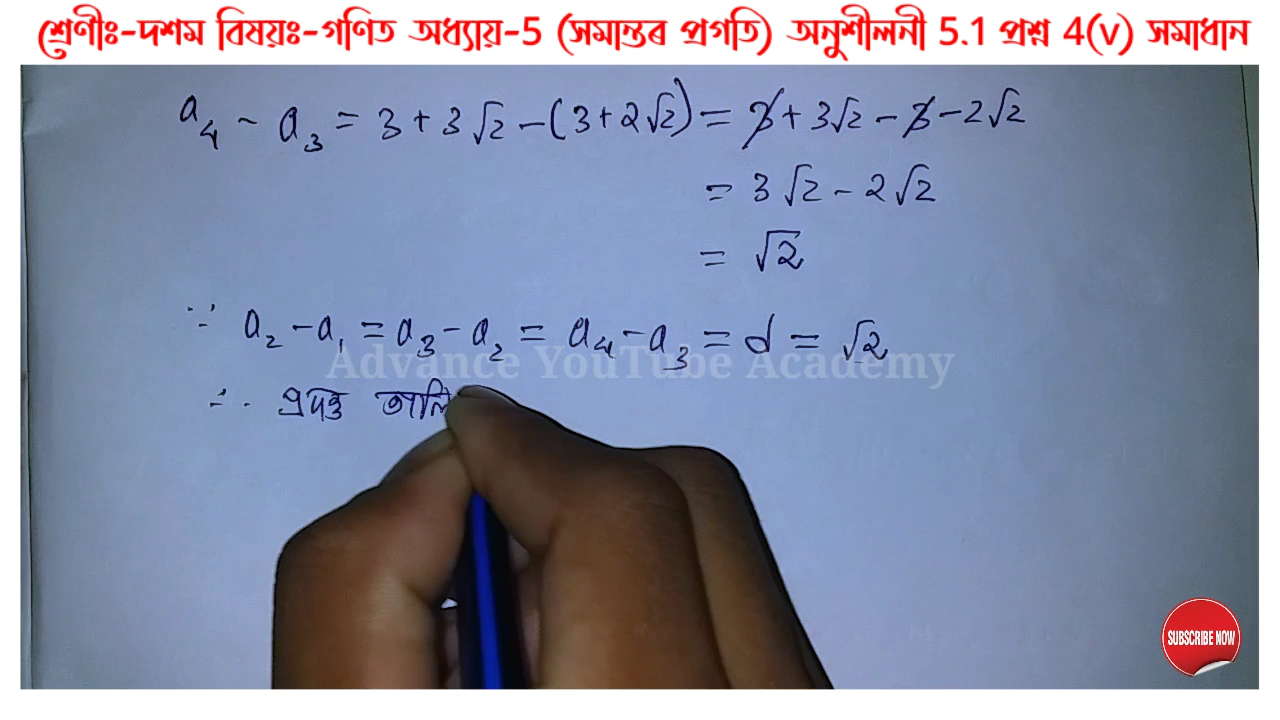 শ্ৰেণীঃ-দশম বিষয়ঃ-গণিত অধ্যায়-5 (সমান্তৰ প্ৰগতি) অনুশীলনী 5.1 প্ৰশ্ন 4(v) সমাধান
a₄ - a₃ = 3 + 3√2 - (3 + 2√2) = 3 + 3√2 - 3 - 2√2
= 3√2 - 2√2
= √2
∵ a₂ - a₁ = a₃ - a₂ = a₄ - a₃ = d = √2
Advance YouTube Academy
∴ প্ৰদত্ত
SUBSCRIBE NOW